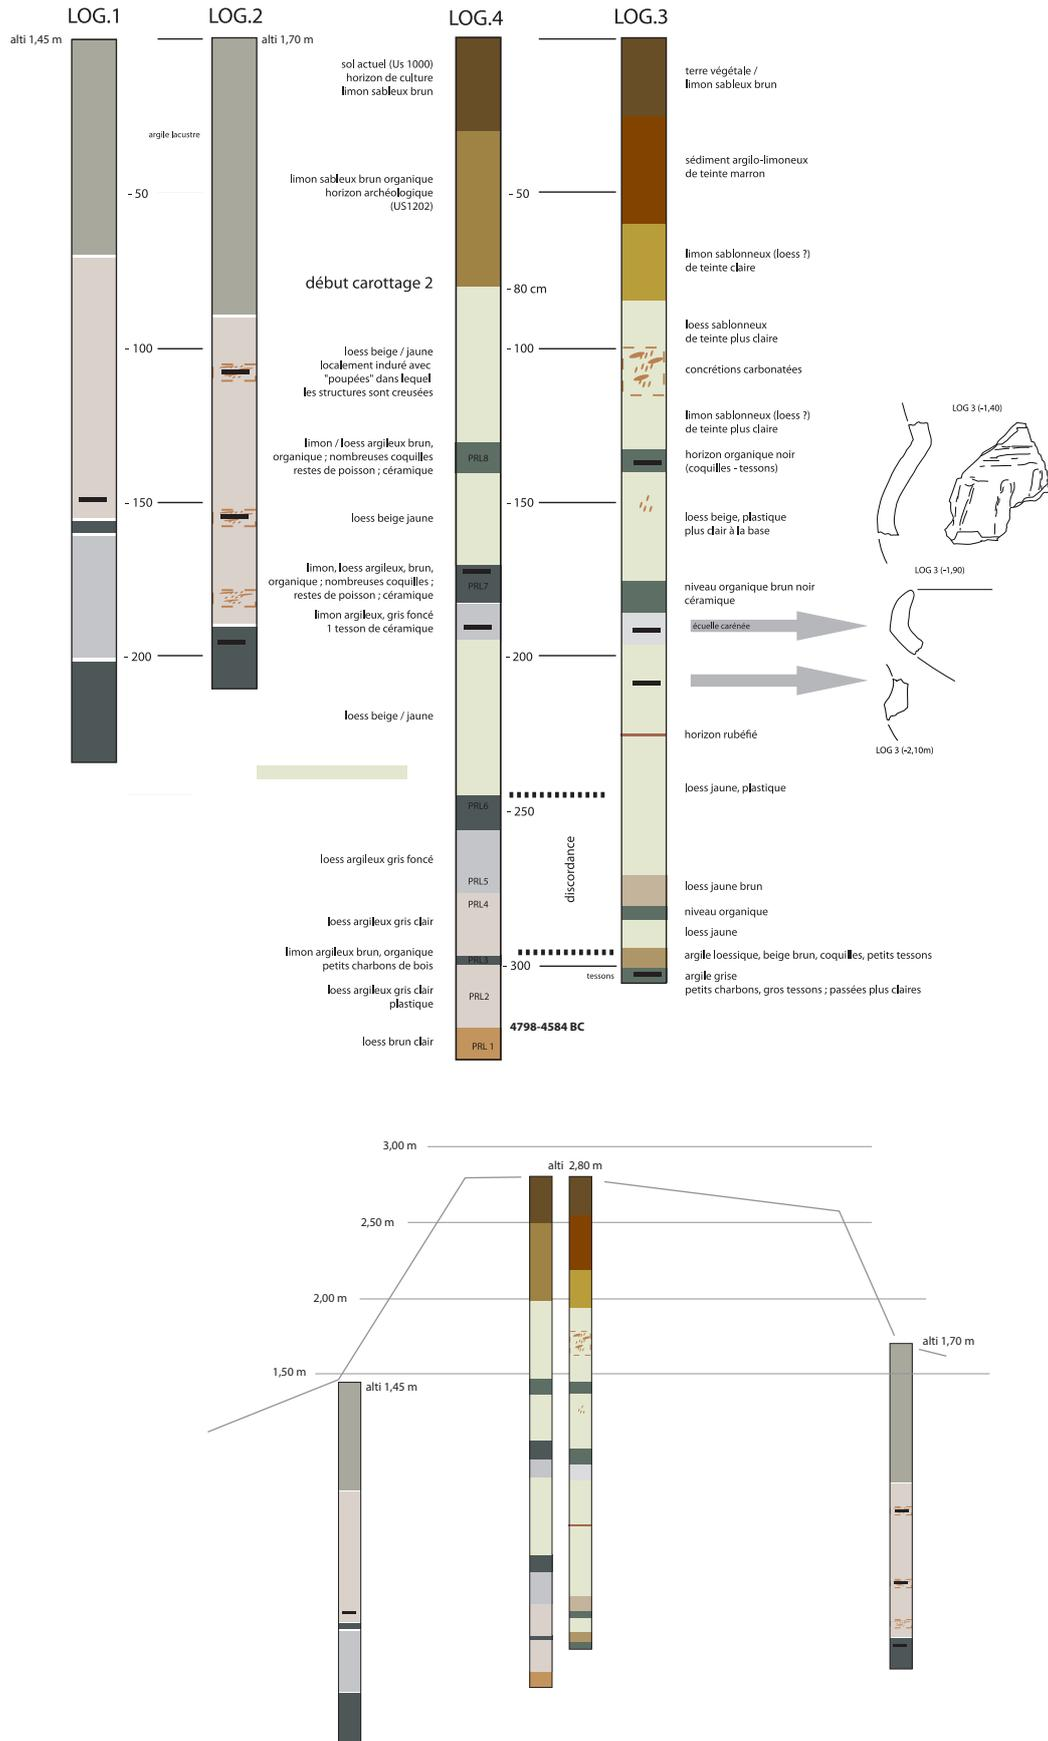 LOG.1
LOG.2
LOG.4
LOG.3
alti 1,45 m
alti 1,70 m
argile lacustre
- 50
- 100
- 150
- 200
sol actuel (Us 1000)
horizon de culture
limon sableux brun
limon sableux brun organique
horizon archéologique
(US1202)
début carottage 2
loess beige / jaune
localement induré avec
"poupées" dans lequel
les structures sont creusées
limon / loess argileux brun,
organique ; nombreuses coquilles
restes de poisson ; céramique
loess beige jaune
limon, loess argileux, brun,
organique ; nombreuses coquilles ;
restes de poisson ; céramique
limon argileux, gris foncé
1 tesson de céramique
loess beige / jaune
loess argileux gris foncé
loess argileux gris clair
limon argileux brun, organique
petits charbons de bois
loess argileux gris clair
plastique
loess brun clair
PRL8
PRL7
PRL6
PRL5
PRL4
PRL3
PRL2
PRL 1
- 50
- 80 cm
- 100
- 150
- 200
- 250
discordance
- 300
tessons
4798-4584 BC
terre végétale /
limon sableux brun
sédiment argilo-limoneux
de teinte marron
limon sablonneux (loess ?)
de teinte claire
loess sablonneux
de teinte plus claire
concrétions carbonatées
limon sablonneux (loess ?)
de teinte plus claire
horizon organique noir
(coquilles - tessons)
loess beige, plastique
plus clair à la base
niveau organique brun noir
céramique
écuelle carénée
horizon rubéfié
loess jaune, plastique
loess jaune brun
niveau organique
loess jaune
argile loessique, beige brun, coquilles, petits tessons
argile grise
petits charbons, gros tessons ; passées plus claires
LOG 3 (-1,40)
LOG 3 (-1,90)
LOG 3 (-2,10m)
3,00 m
alti 2,80 m
2,50 m
2,00 m
alti 1,70 m
1,50 m
alti 1,45 m